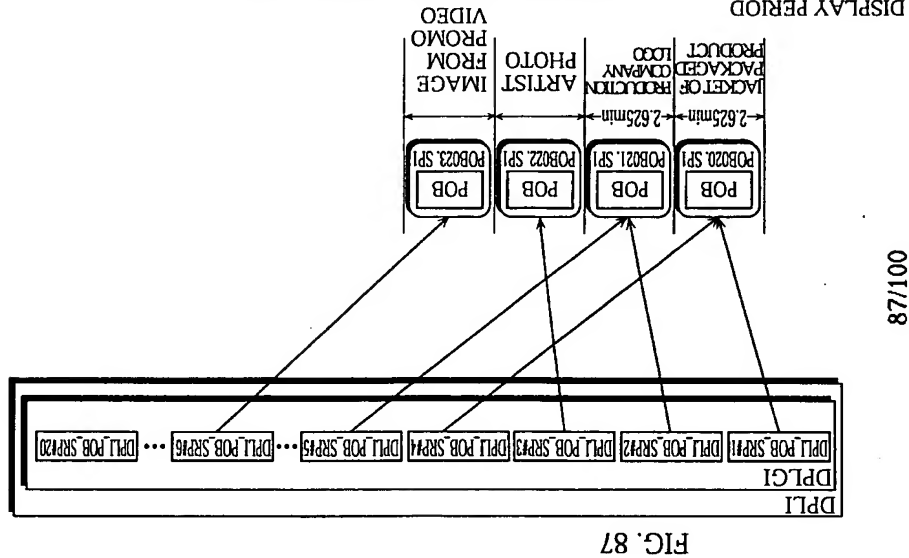 FIG. 87
DPLI
DPLGI
DPLI_POB_SRP#1 DPLI_POB_SRP#2 DPLI_POB_SRP#3 DPLI_POB_SRP#4 DPLI_POB_SRP#5 ··· DPLI_POB_SRP#6 ··· DPLI_POB_SRP#20
POB POB POB POB
POB020.SP1 POB021.SP1 POB022.SP1 POB023.SP1
2.625min 2.625min
JACKET OF
PACKAGED
PRODUCT
PRODUCTION
COMPANY
LOGO
ARTIST
PHOTO
IMAGE
FROM
PROMO
VIDEO
DISPLAY PERIOD
87/100